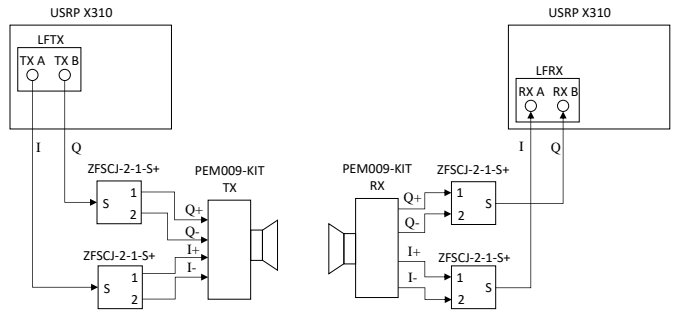 USRP X310
LFTX
TX A TX B
I
Q
ZFSCJ-2-1-S+
S
1
2
ZFSCJ-2-1-S+
S
1
2
PEM009-KIT
TX
Q+
Q-
I+
I-
USRP X310
LFRX
RX A RX B
I
Q
PEM009-KIT
RX
Q+
Q-
I+
I-
ZFSCJ-2-1-S+
1
2
S
ZFSCJ-2-1-S+
1
2
S